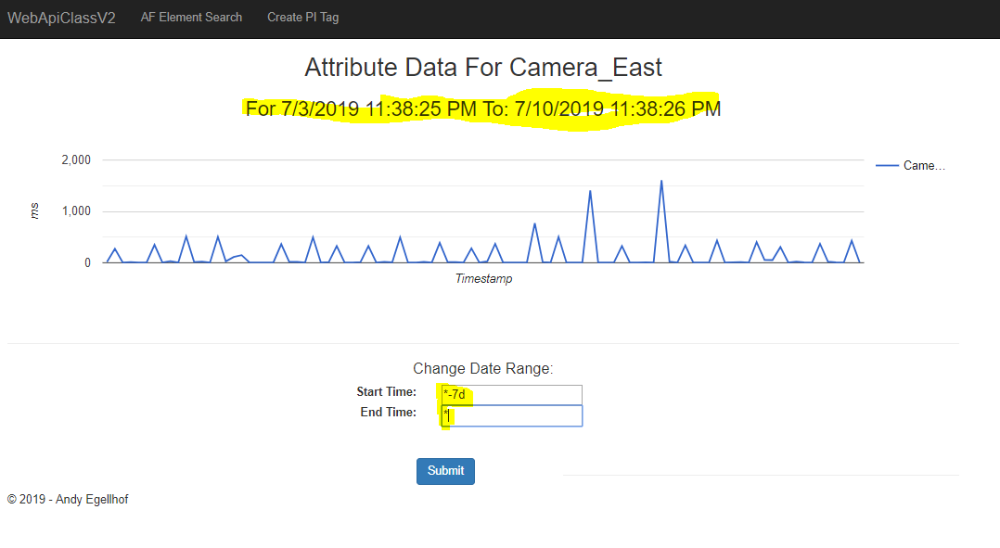 WebApiClassV2 AF Element Search Create PI Tag
Attribute Data For Camera_East
For 7/3/2019 11:38:25 PM To: 7/10/2019 11:38:26 PM
2,000
Came...
ms
1,000
0
Timestamp
Change Date Range:
Start Time: *-7d
End Time: *
Submit
© 2019 - Andy Egellhof